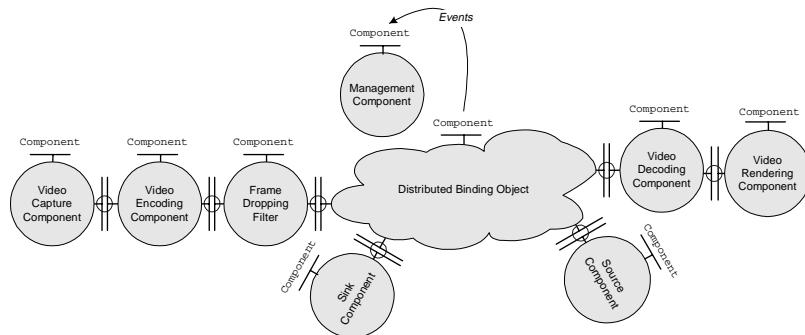 Events
Component
Management
Component
Component
Component
Component
Component
Component
Component
Video
Capture
Component
Video
Encoding
Component
Frame
Dropping
Filter
Distributed Binding Object
Video
Decoding
Component
Video
Rendering
Component
Component
Sink
Component
Source
Component
Component